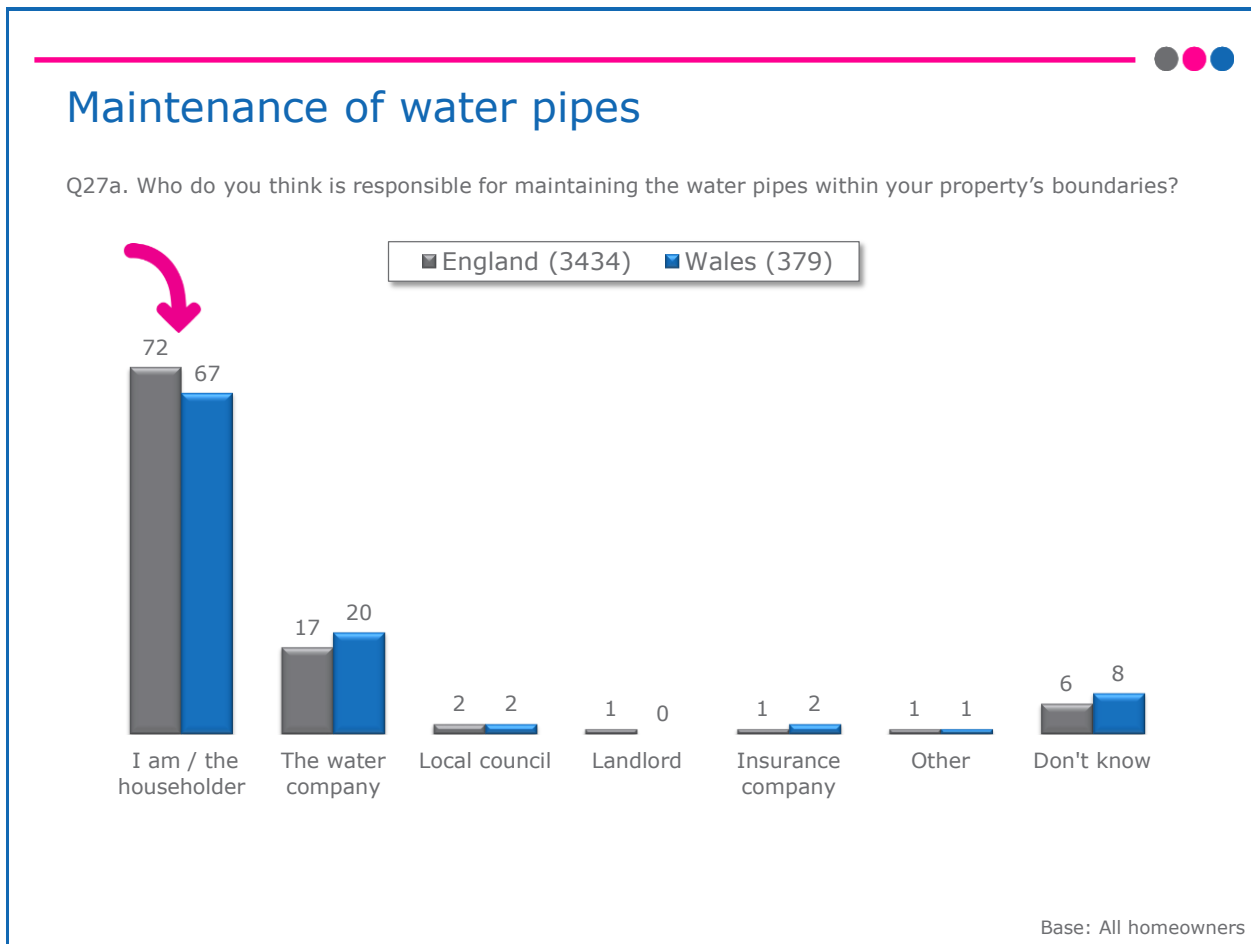 Maintenance of water pipes
Q27a. Who do you think is responsible for maintaining the water pipes within your property’s boundaries?
England (3434) Wales (379)
72
67
17
20
2
2
1
0
1
2
1
1
6
8
I am / the
householder
The water
company
Local council
Landlord
Insurance
company
Other
Don't know
Base: All homeowners